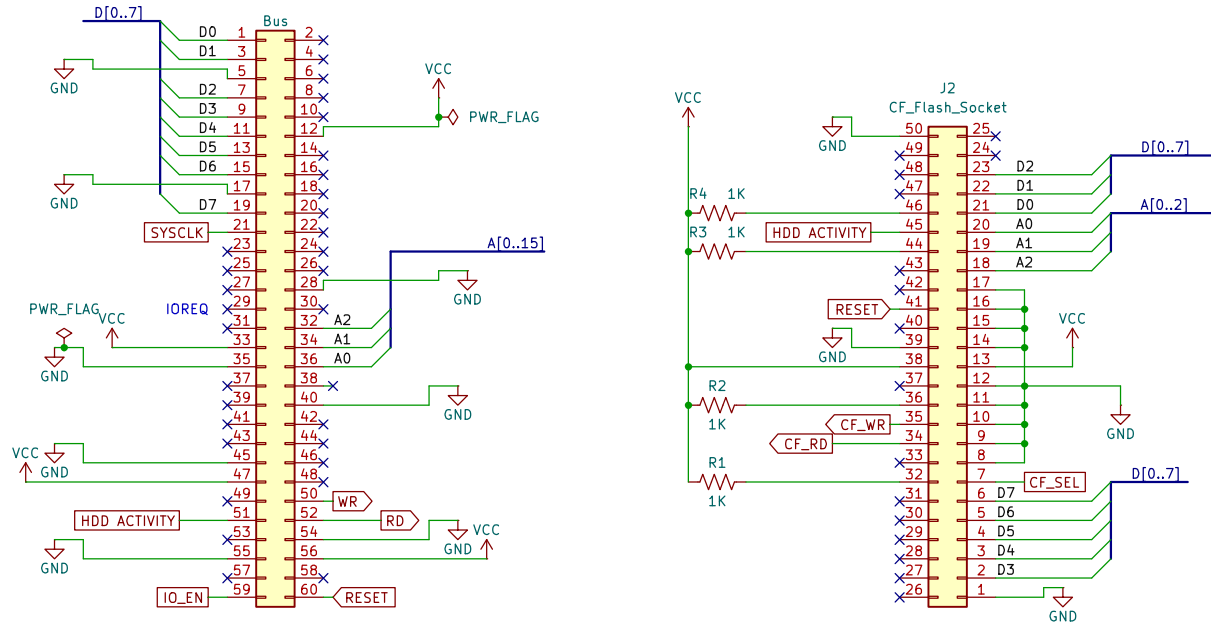 D[0..7]
Bus
D0 1 2
D1 3 4
GND 5 6
D2 7 8
D3 9 10
D4 11 12
VCC
PWR_FLAG
D5 13 14
D6 15 16
GND 17 18
D7 19 20
SYSCLK 21 22
23 24
A[0..15]
25 26
27 28
GND
IOREQ 29 30
31 32 A2
PWR_FLAG
VCC
33 34 A1
GND
35 36 A0
37 38
39 40
GND
41 42
43 44
VCC
GND
45 46
47 48
49 50 WR
HDD ACTIVITY 51 52 RD
53 54
GND
VCC
GND
55 56
57 58
IO_EN 59 60 RESET
J2
CF_Flash_Socket
VCC
GND
50 25
49 24
D[0..7]
48 23 D2
47 22 D1
R4 1K
46 21 D0
A[0..2]
HDD ACTIVITY 45 20 A0
R3 1K
44 19 A1
43 18 A2
42 17
RESET 41 16
40 15
VCC
GND
39 14
38 13
37 12
R2
1K
36 11
GND
CF_WR 35 10
CF_RD 34 9
33 8
R1
1K
32 7 CF_SEL
D[0..7]
31 6 D7
30 5 D6
29 4 D5
28 3 D4
27 2 D3
26 1
GND